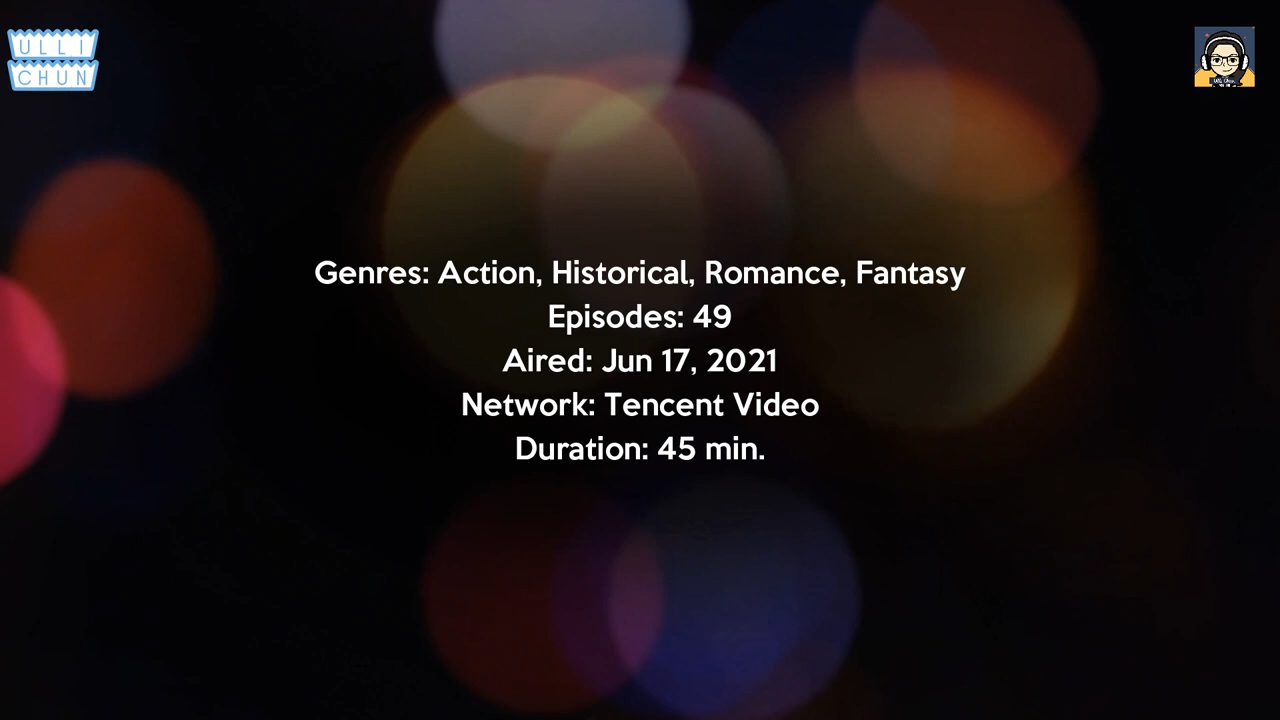 ULLI
CHUN
Genres: Action, Historical, Romance, Fantasy
Episodes: 49
Aired: Jun 17, 2021
Network: Tencent Video
Duration: 45 min.